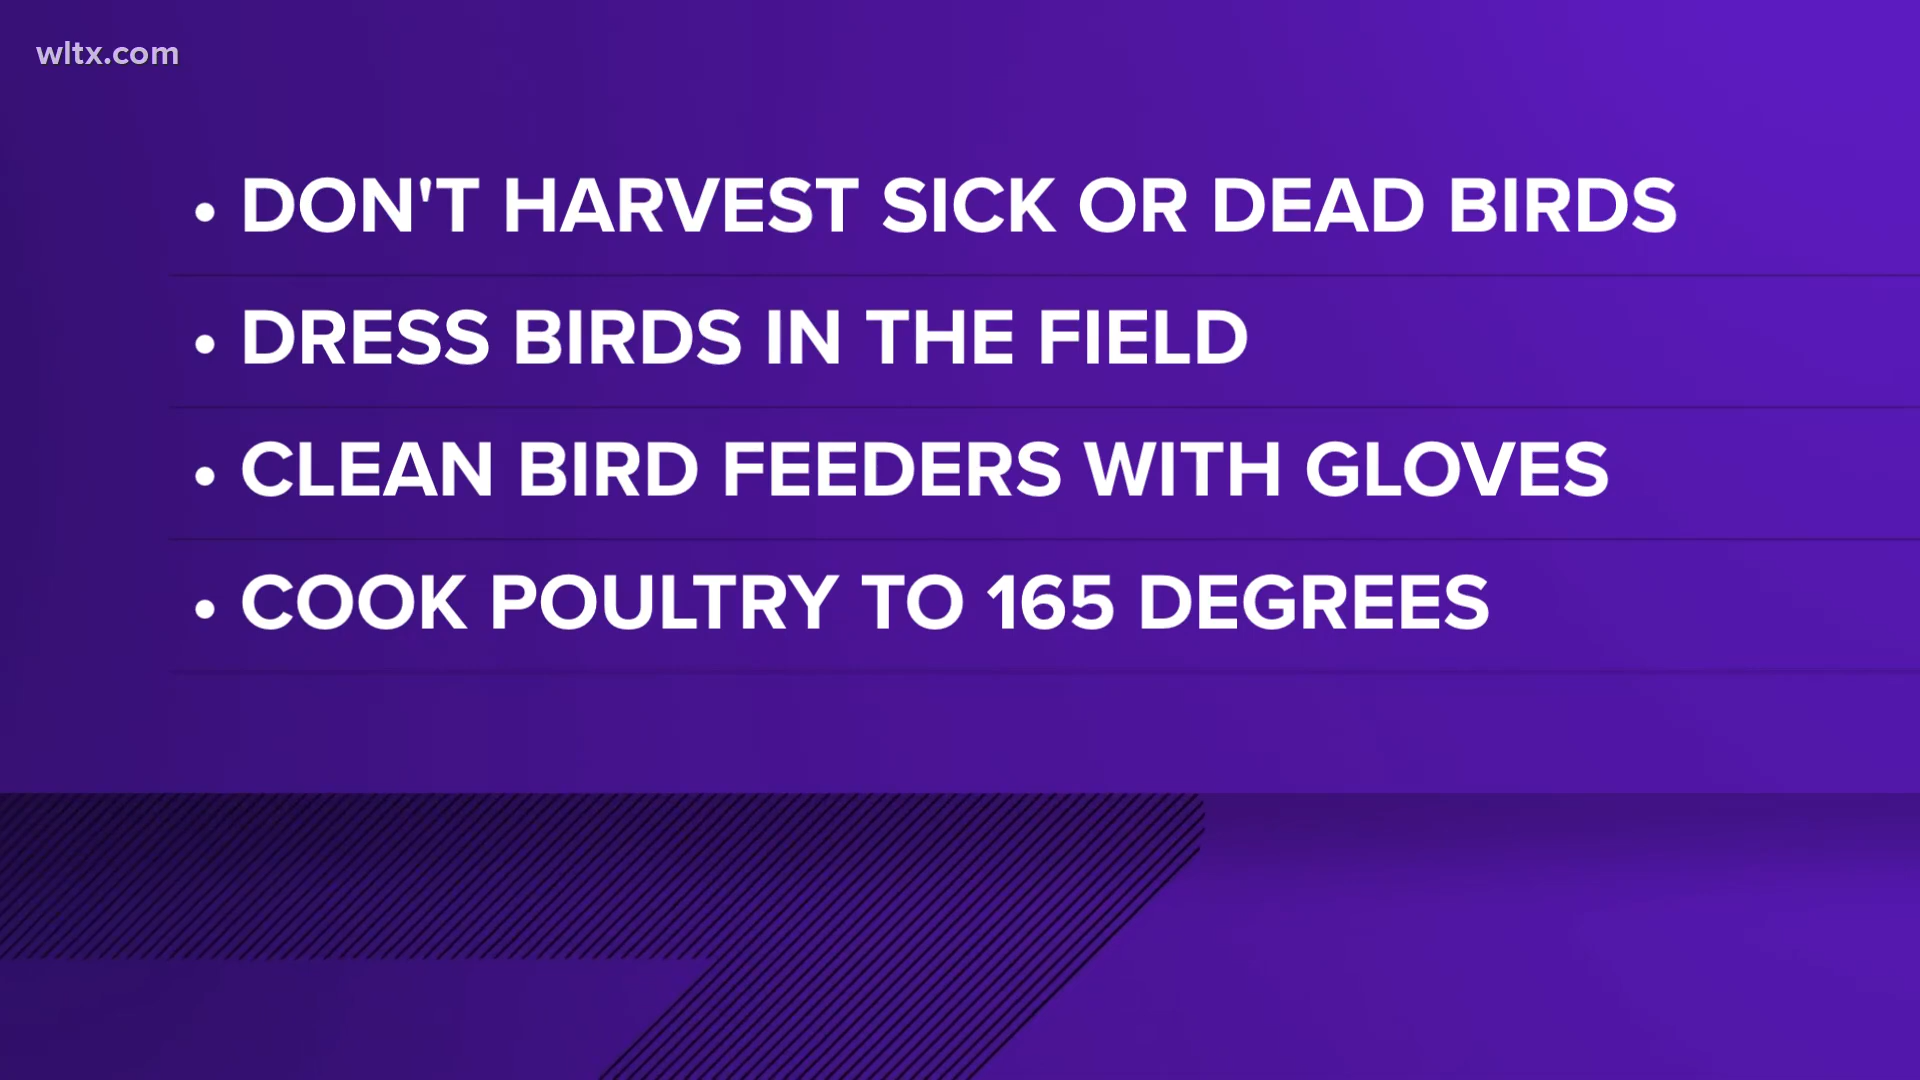 wltx.com
• DON'T HARVEST SICK OR DEAD BIRDS
• DRESS BIRDS IN THE FIELD
• CLEAN BIRD FEEDERS WITH GLOVES
• COOK POULTRY TO 165 DEGREES